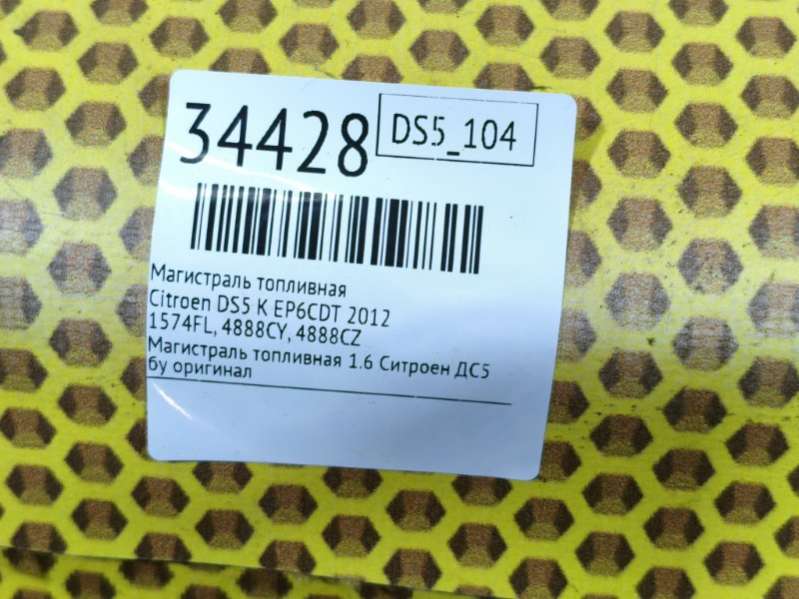 34428
DS5_104
Магистраль топливная
Citroen DS5 K EP6CDT 2012
1574FL, 4888CY, 4888CZ
Магистраль топливная 1.6 Ситроен ДС5
бу оригинал